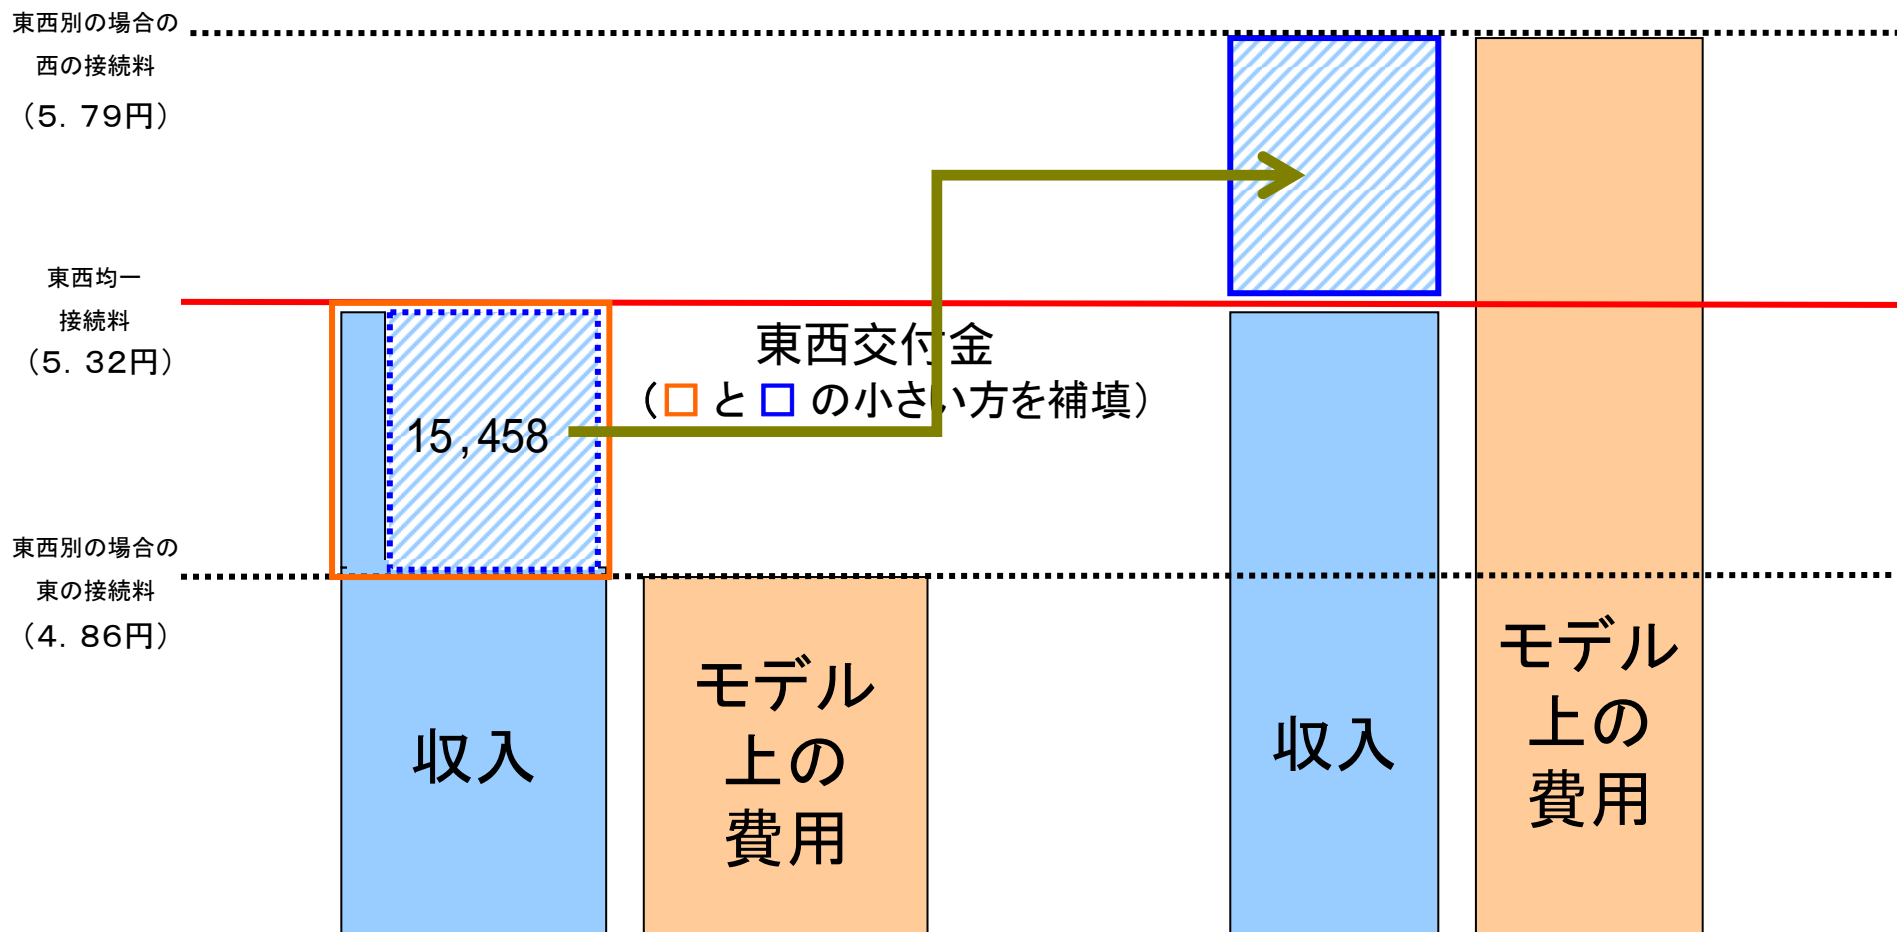 東西別の場合の
西の接続料
（5．79円）
東西均一
接続料
（5．32円）
東西交付金
（□と□の小さい方を補填）
15,458
東西別の場合の
東の接続料
（4．86円）
収入
モデル
上の
費用
収入
モデル
上の
費用